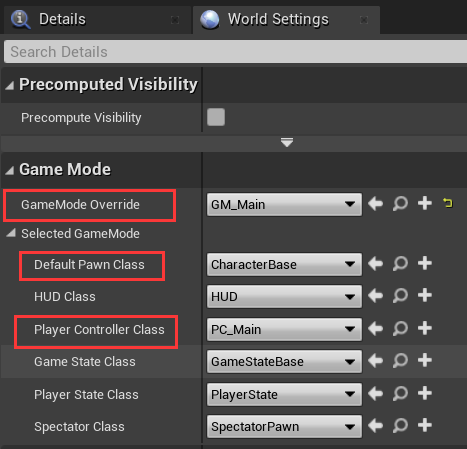 Details
World Settings
Search Details
Precomputed Visibility
Precompute Visibility
Game Mode
GameMode Override GM_Main
Selected GameMode
Default Pawn Class CharacterBase
HUD Class HUD
Player Controller Class PC_Main
Game State Class GameStateBase
Player State Class PlayerState
Spectator Class SpectatorPawn